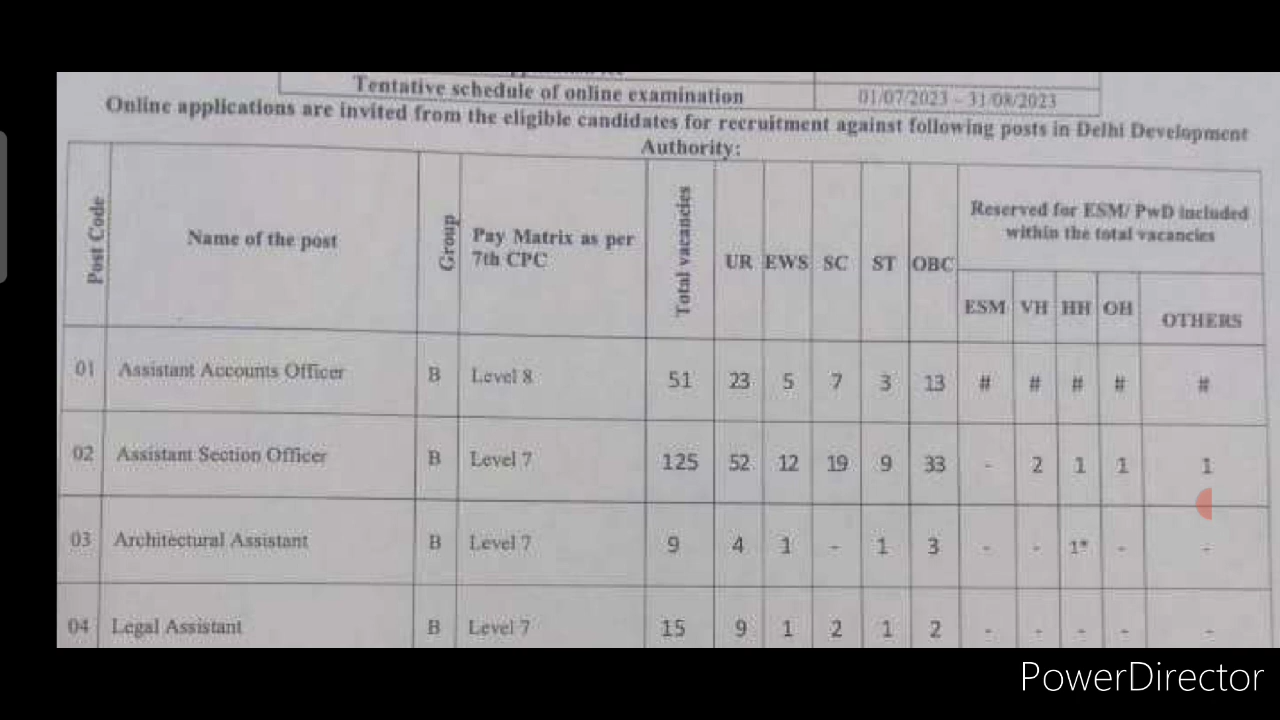 Tentative schedule of online examination 01/07/2023 - 31/08/2023
Online applications are invited from the eligible candidates for recruitment against following posts in Delhi Development
Authority:
Post Code Name of the post Group Pay Matrix as per 7th CPC Total vacancies UR EWS SC ST OBC Reserved for ESM/ PwD included within the total vacancies
ESM VH HH OH OTHERS
01 Assistant Accounts Officer B Level 8 51 23 5 7 3 13 # # # # #
02 Assistant Section Officer B Level 7 125 52 12 19 9 33 - 2 1 1 1
03 Architectural Assistant B Level 7 9 4 1 - 1 3 - - 1* - -
04 Legal Assistant B Level 7 15 9 1 2 1 2 - - - - -
PowerDirector